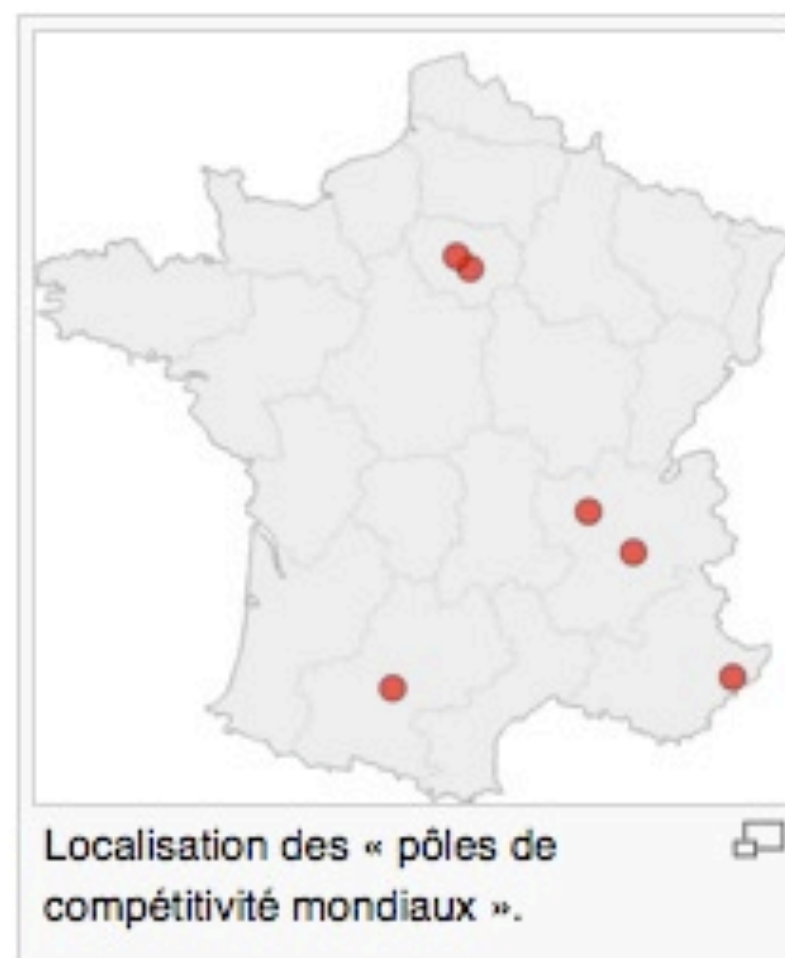 Localisation des « pôles de
compétitivité mondiaux ».